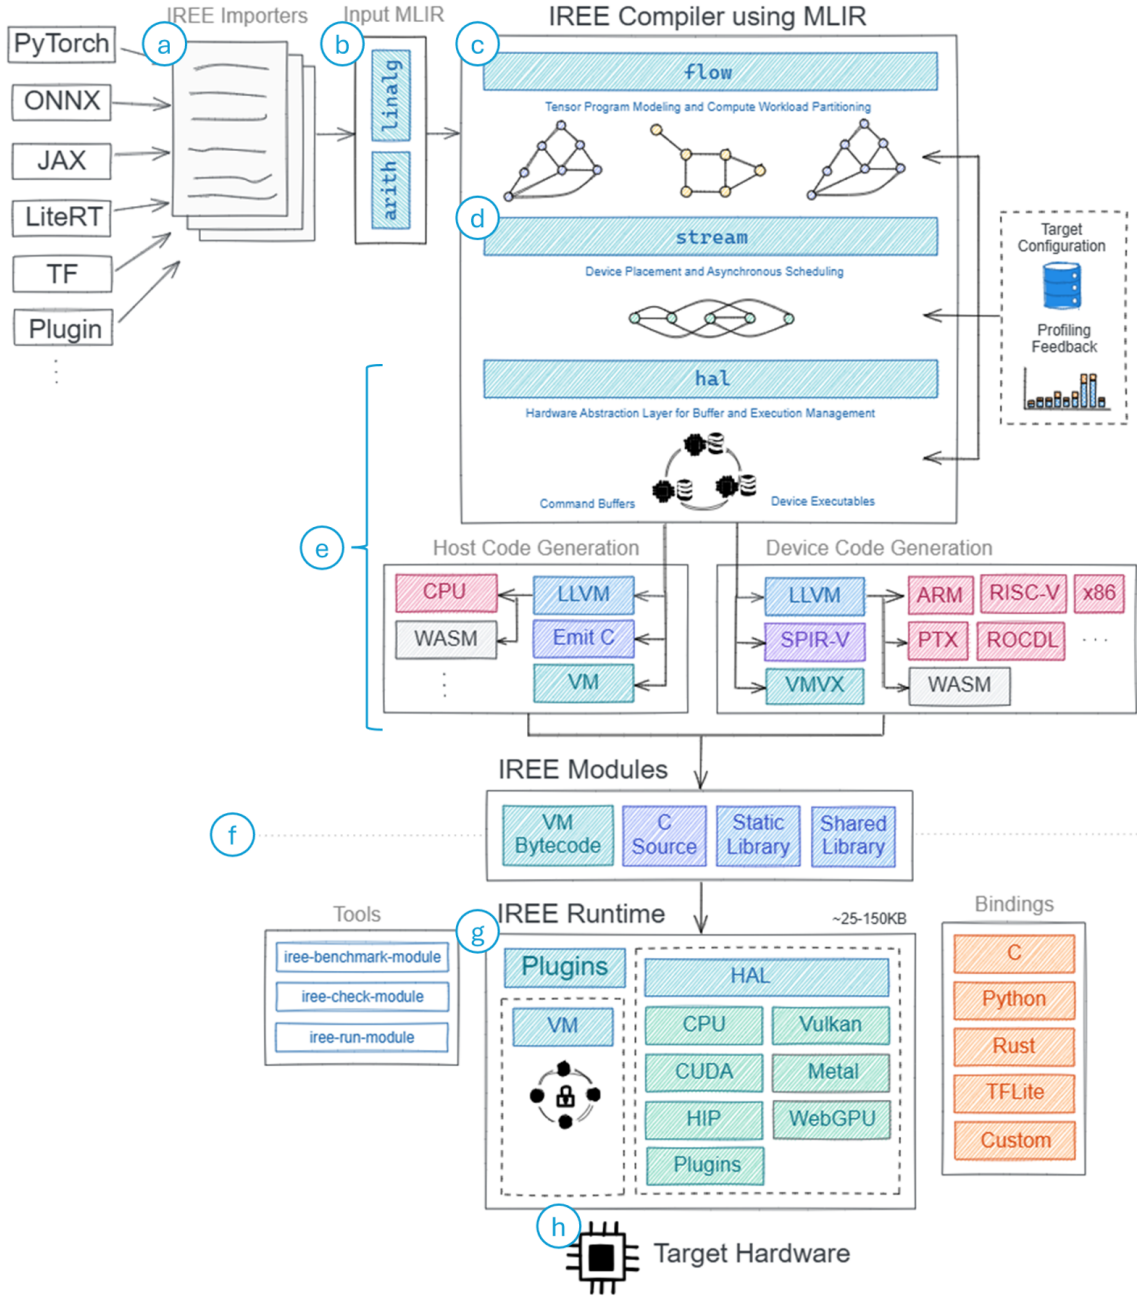 IREE Importers
Input MLIR
IREE Compiler using MLIR
a
b
c
PyTorch
ONNX
JAX
LiteRT
TF
Plugin
linalg
arith
flow
Tensor Program Modeling and Compute Workload Partitioning
d
stream
Device Placement and Asynchronous Scheduling
Target
Configuration
Profiling
Feedback
hal
Hardware Abstraction Layer for Buffer and Execution Management
Command Buffers
Device Executables
e
Host Code Generation
CPU
LLVM
WASM
Emit C
VM
Device Code Generation
LLVM
ARM
RISC-V
x86
SPIR-V
PTX
ROCDL
...
VMVX
WASM
IREE Modules
f
VM
Bytecode
C
Source
Static
Library
Shared
Library
Tools
iree-benchmark-module
iree-check-module
iree-run-module
g
IREE Runtime
~25-150KB
Plugins
VM
HAL
CPU
Vulkan
CUDA
Metal
HIP
WebGPU
Plugins
Bindings
C
Python
Rust
TFLite
Custom
h
Target Hardware